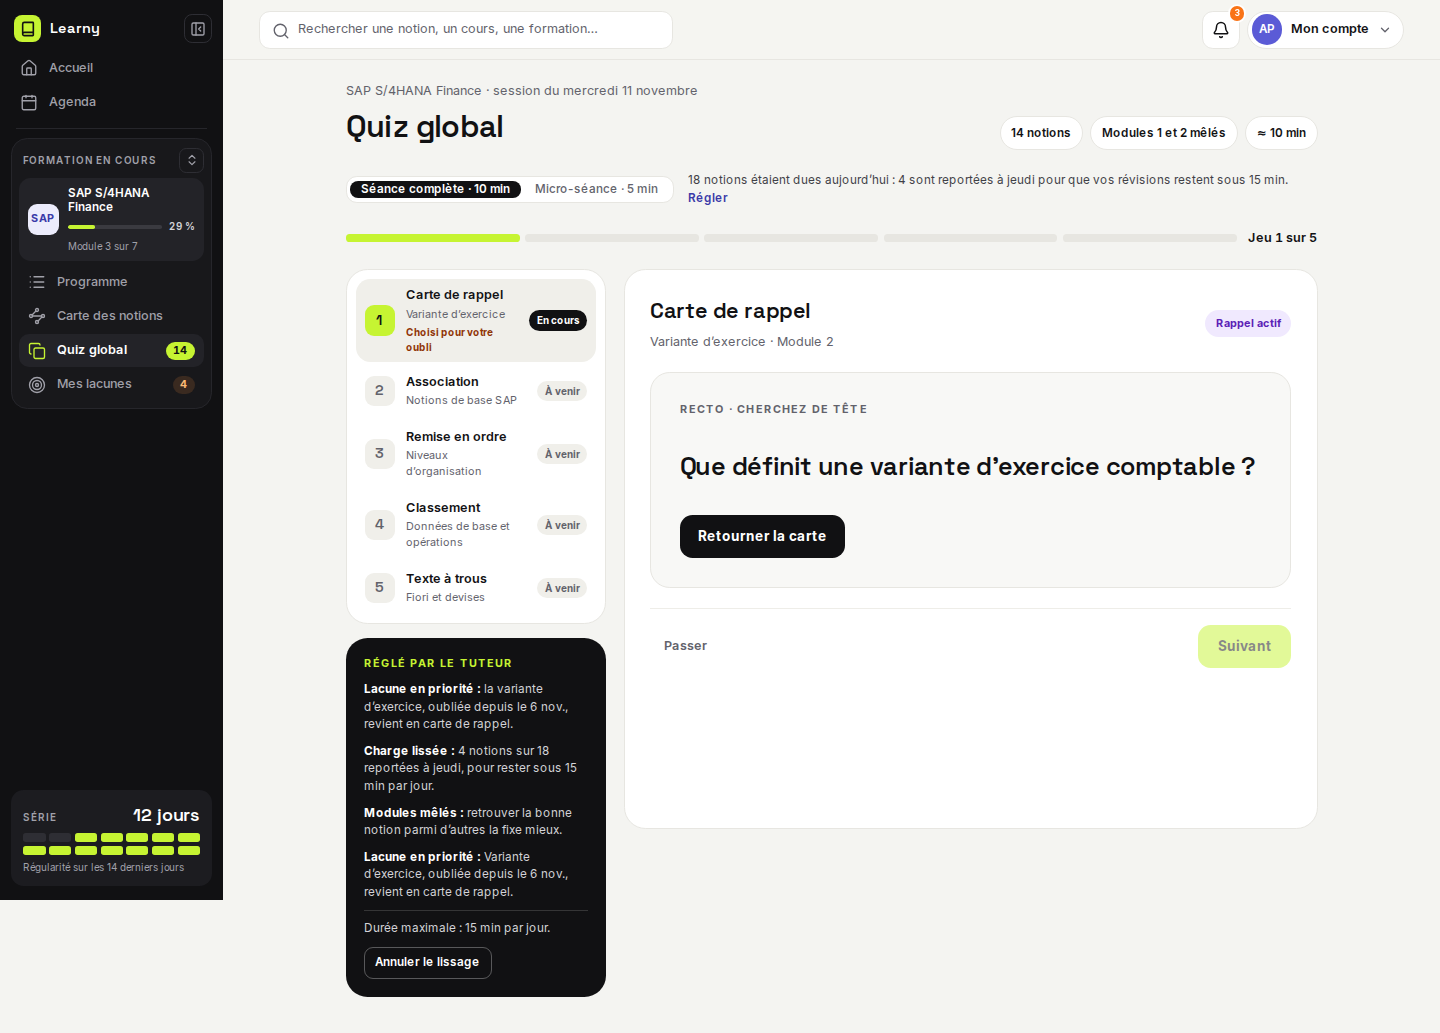 Learny
Accueil
Agenda
FORMATION EN COURS
SAP
SAP S/4HANA
Finance
29 %
Module 3 sur 7
Programme
Carte des notions
Quiz global
14
Mes lacunes
4
SÉRIE
12 jours
Régularité sur les 14 derniers jours
Rechercher une notion, un cours, une formation...
3
AP
Mon compte
SAP S/4HANA Finance · session du mercredi 11 novembre
Quiz global
14 notions
Modules 1 et 2 mêlés
≈ 10 min
Séance complète · 10 min
Micro-séance · 5 min
18 notions étaient dues aujourd'hui : 4 sont reportées à jeudi pour que vos révisions restent sous 15 min.
Régler
Jeu 1 sur 5
1
Carte de rappel
Variante d'exercice
Choisi pour votre
oubli
En cours
2
Association
Notions de base SAP
À venir
3
Remise en ordre
Niveaux
d'organisation
À venir
4
Classement
Données de base et
opérations
À venir
5
Texte à trous
Fiori et devises
À venir
RÉGLÉ PAR LE TUTEUR
Lacune en priorité : la variante
d'exercice, oubliée depuis le 6 nov.,
revient en carte de rappel.
Charge lissée : 4 notions sur 18
reportées à jeudi, pour rester sous 15
min par jour.
Modules mêlés : retrouver la bonne
notion parmi d'autres la fixe mieux.
Lacune en priorité : Variante
d'exercice, oubliée depuis le 6 nov.,
revient en carte de rappel.
Durée maximale : 15 min par jour.
Annuler le lissage
Carte de rappel
Variante d'exercice · Module 2
Rappel actif
RECTO · CHERCHEZ DE TÊTE
Que définit une variante d'exercice comptable ?
Retourner la carte
Passer
Suivant